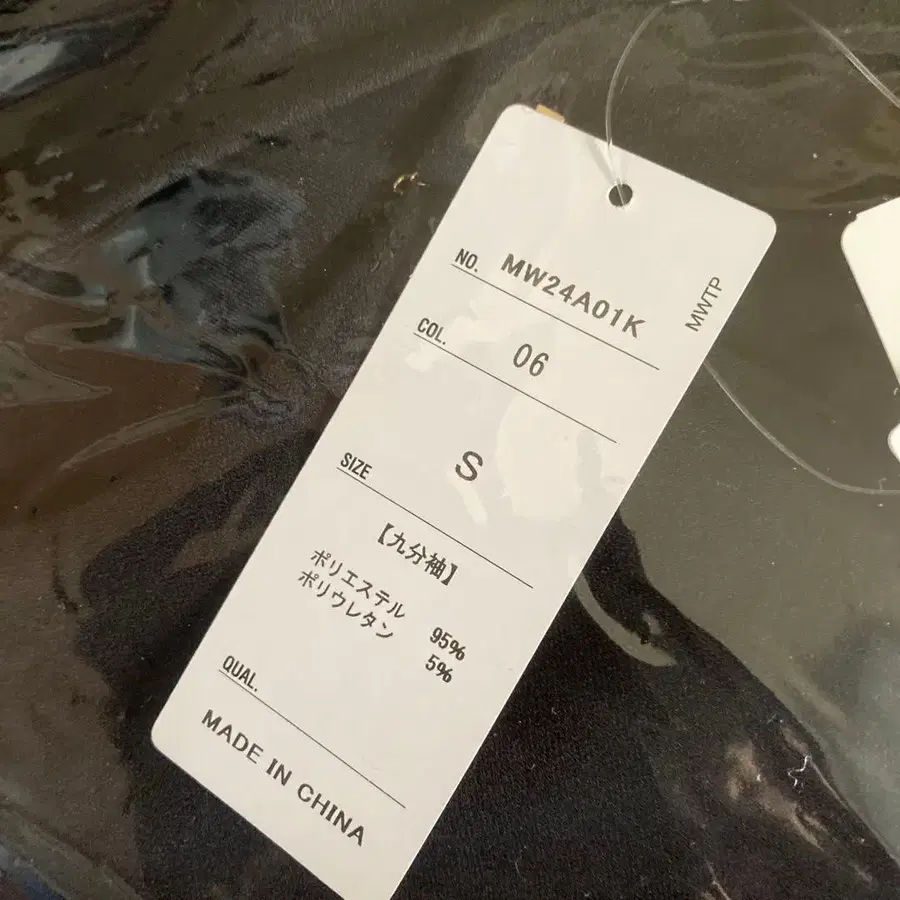 NO. MW24A01K
MWTP
COL. 06
SIZE S
【九分袖】
ポリエステル 95%
ポリウレタン 5%
QUAL.
MADE IN CHINA